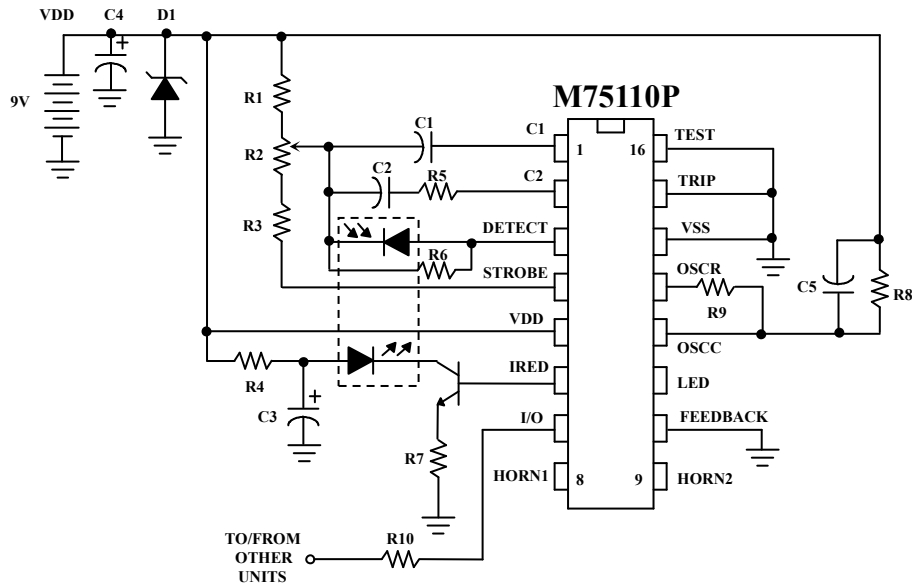 VDD
C4
D1
+
9V
R1
M75110P
C1
C1
1
16
TEST
R2
C2
R5
C2
TRIP
R3
DETECT
VSS
R6
STROBE
OSCR
C5
R8
R9
VDD
OSCC
R4
IRED
LED
+
C3
I/O
FEEDBACK
R7
HORN1
8
9
HORN2
TO/FROM
OTHER
UNITS
R10